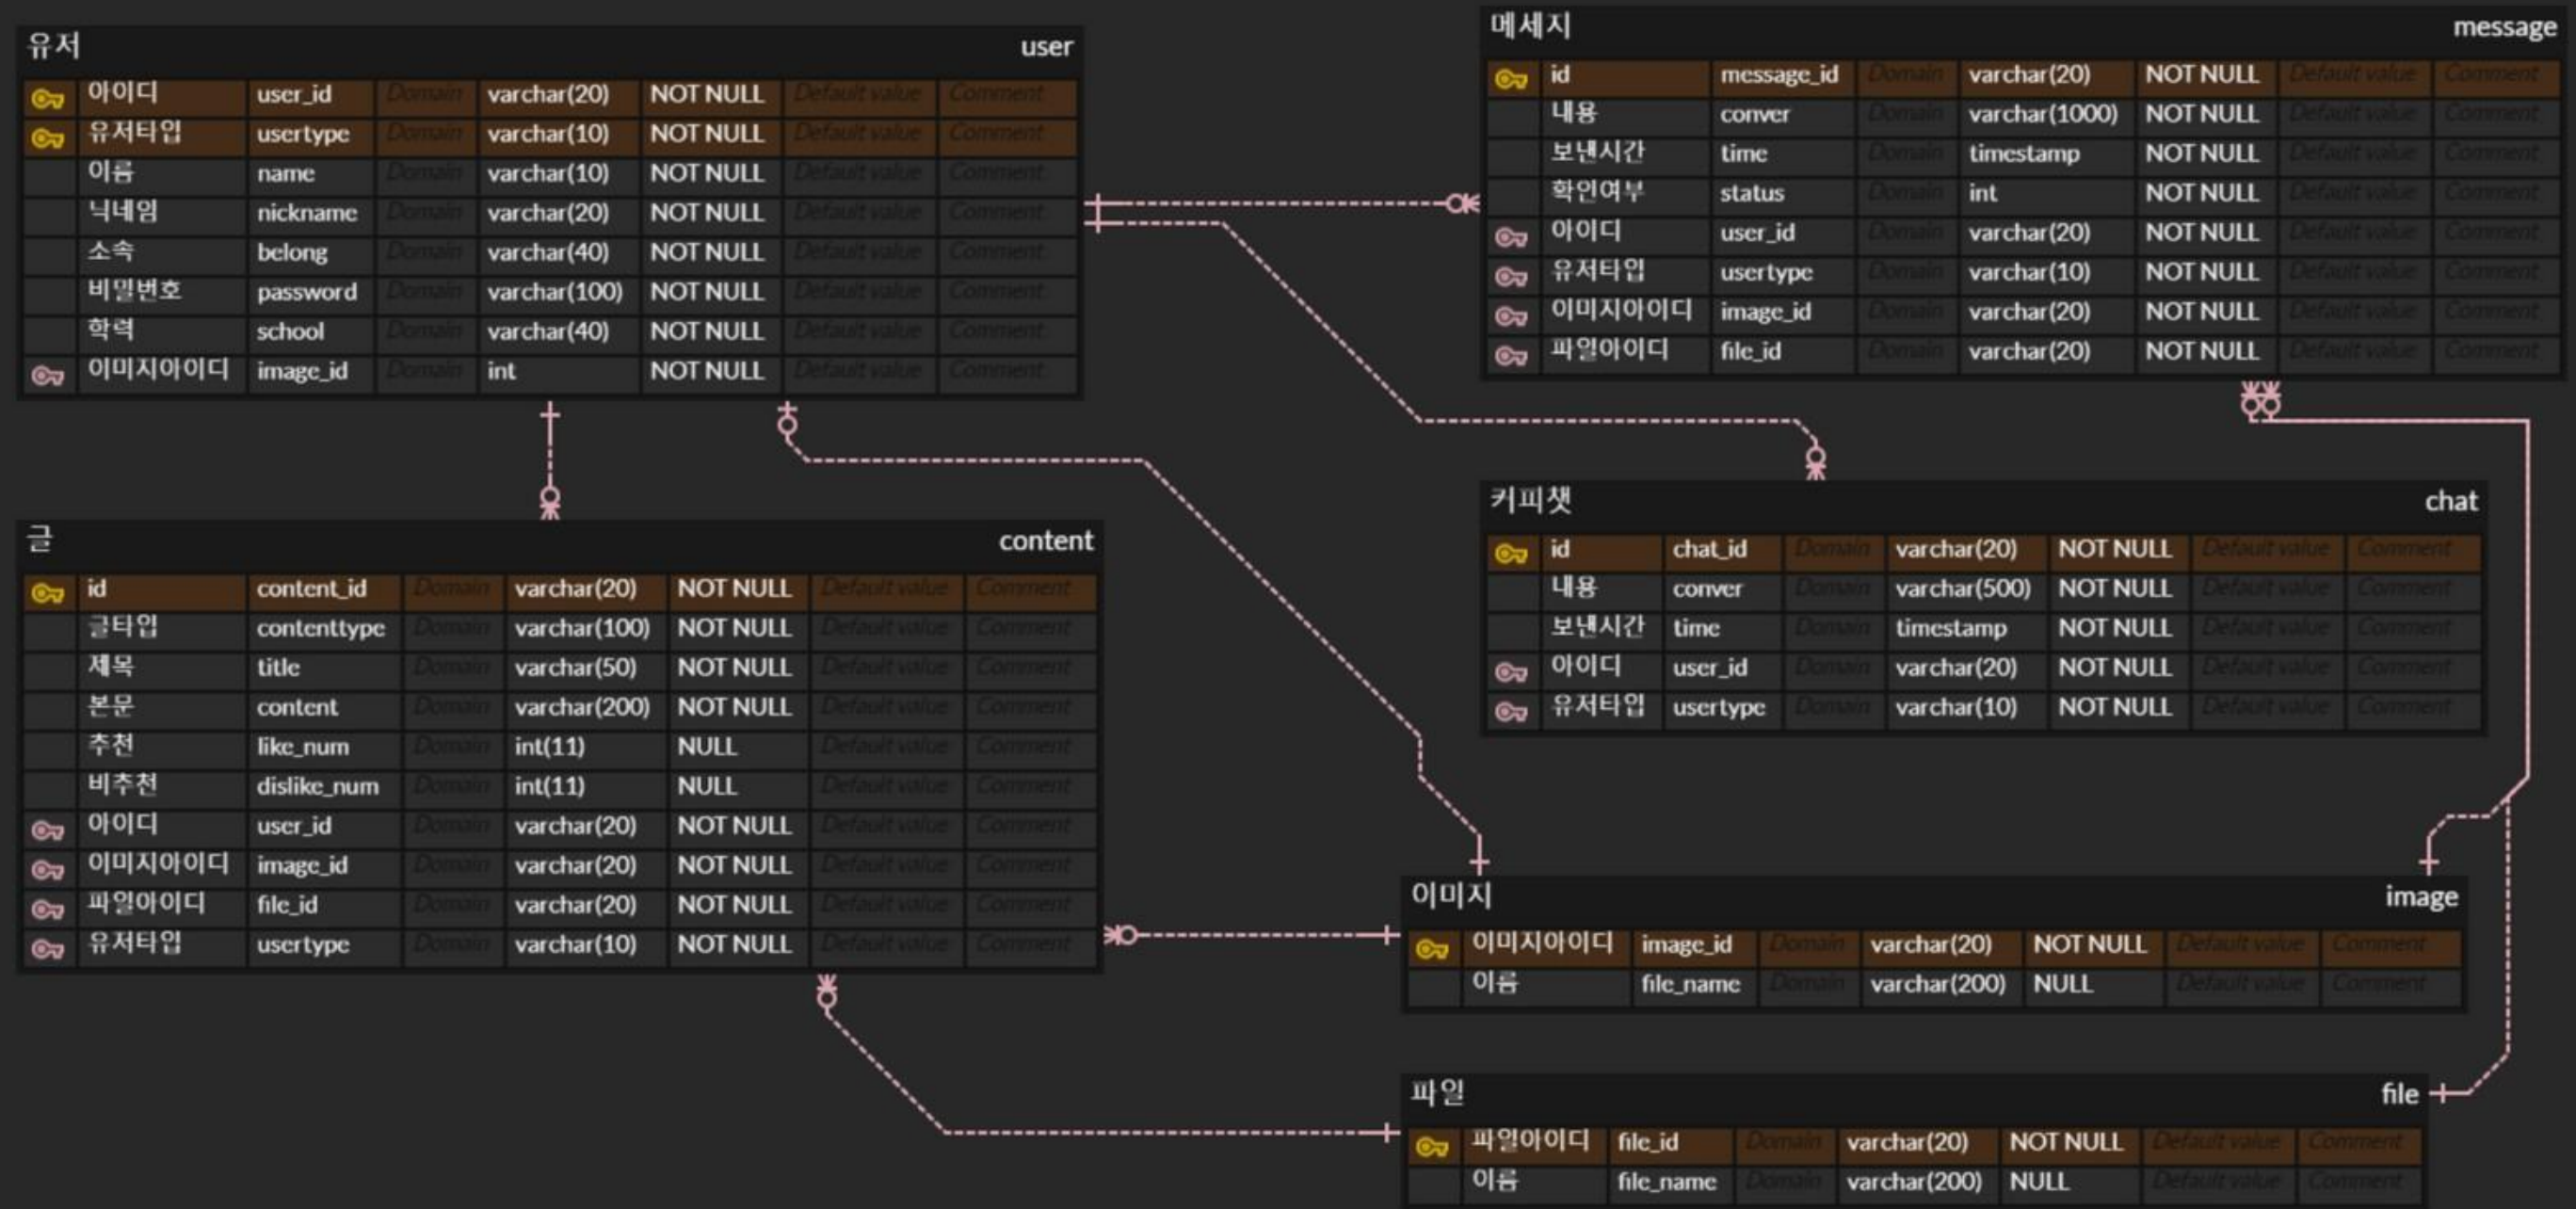 유저 user
아이디 user_id Domain varchar(20) NOT NULL Default value Comment
유저타입 usertype Domain varchar(10) NOT NULL Default value Comment
이름 name Domain varchar(10) NOT NULL Default value Comment
닉네임 nickname Domain varchar(20) NOT NULL Default value Comment
소속 belong Domain varchar(40) NOT NULL Default value Comment
비밀번호 password Domain varchar(100) NOT NULL Default value Comment
학력 school Domain varchar(40) NOT NULL Default value Comment
이미지아이디 image_id Domain int NOT NULL Default value Comment
메세지 message
id message_id Domain varchar(20) NOT NULL Default value Comment
내용 conver Domain varchar(1000) NOT NULL Default value Comment
보낸시간 time Domain timestamp NOT NULL Default value Comment
확인여부 status Domain int NOT NULL Default value Comment
아이디 user_id Domain varchar(20) NOT NULL Default value Comment
유저타입 usertype Domain varchar(10) NOT NULL Default value Comment
이미지아이디 image_id Domain varchar(20) NOT NULL Default value Comment
파일아이디 file_id Domain varchar(20) NOT NULL Default value Comment
글 content
id content_id Domain varchar(20) NOT NULL Default value Comment
글타입 contenttype Domain varchar(100) NOT NULL Default value Comment
제목 title Domain varchar(50) NOT NULL Default value Comment
본문 content Domain varchar(200) NOT NULL Default value Comment
추천 like_num Domain int(11) NULL Default value Comment
비추천 dislike_num Domain int(11) NULL Default value Comment
아이디 user_id Domain varchar(20) NOT NULL Default value Comment
이미지아이디 image_id Domain varchar(20) NOT NULL Default value Comment
파일아이디 file_id Domain varchar(20) NOT NULL Default value Comment
유저타입 usertype Domain varchar(10) NOT NULL Default value Comment
커피챗 chat
id chat_id Domain varchar(20) NOT NULL Default value Comment
내용 conver Domain varchar(500) NOT NULL Default value Comment
보낸시간 time Domain timestamp NOT NULL Default value Comment
아이디 user_id Domain varchar(20) NOT NULL Default value Comment
유저타입 usertype Domain varchar(10) NOT NULL Default value Comment
이미지 image
이미지아이디 image_id Domain varchar(20) NOT NULL Default value Comment
이름 file_name Domain varchar(200) NULL Default value Comment
파일 file
파일아이디 file_id Domain varchar(20) NOT NULL Default value Comment
이름 file_name Domain varchar(200) NULL Default value Comment